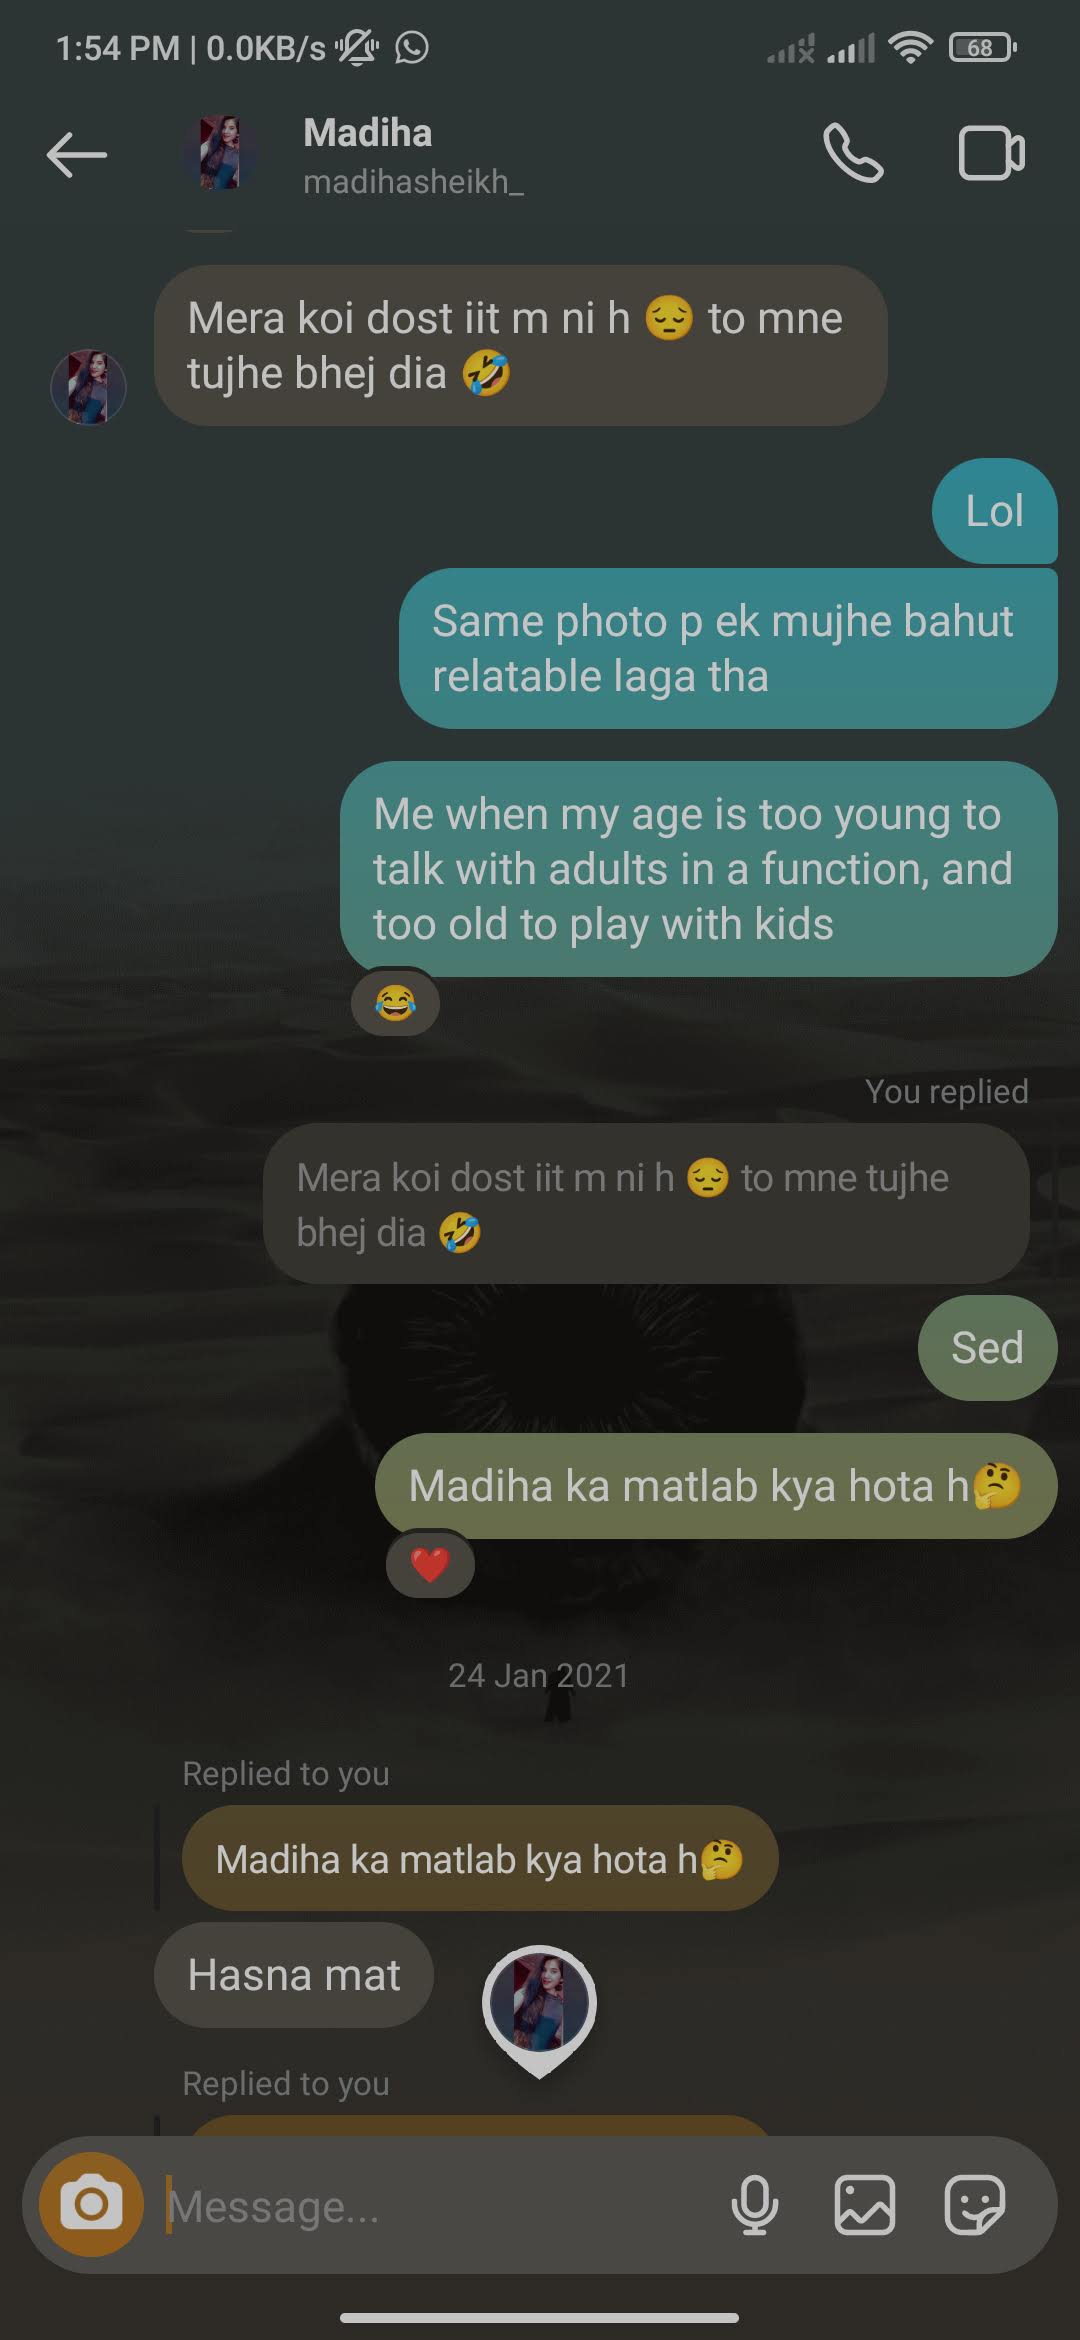 1:54 PM | 0.0KB/s
68
Madiha
madihasheikh_
Mera koi dost iit m ni h 😔 to mne
tujhe bhej dia 🤣
Lol
Same photo p ek mujhe bahut
relatable laga tha
Me when my age is too young to
talk with adults in a function, and
too old to play with kids
😂
You replied
Mera koi dost iit m ni h 😔 to mne tujhe
bhej dia 🤣
Sed
Madiha ka matlab kya hota h🤔
❤️
24 Jan 2021
Replied to you
Madiha ka matlab kya hota h🤔
Hasna mat
Replied to you
Message...